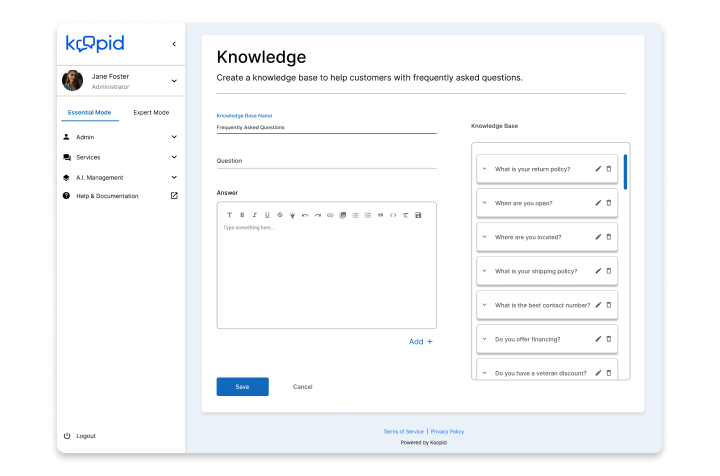 koopid
Jane Foster
Administrator
Essential Mode
Expert Mode
Admin
Services
A.I. Management
Help & Documentation
Logout
Knowledge
Create a knowledge base to help customers with frequently asked questions.
Knowledge Base Name
Frequently Asked Questions
Question
Answer
Type something here...
Add +
Save
Cancel
Knowledge Base
What is your return policy?
When are you open?
Where are you located?
What is your shipping policy?
What is the best contact number?
Do you offer financing?
Do you have a veteran discount?
Terms of Service | Privacy Policy
Powered by Koopid